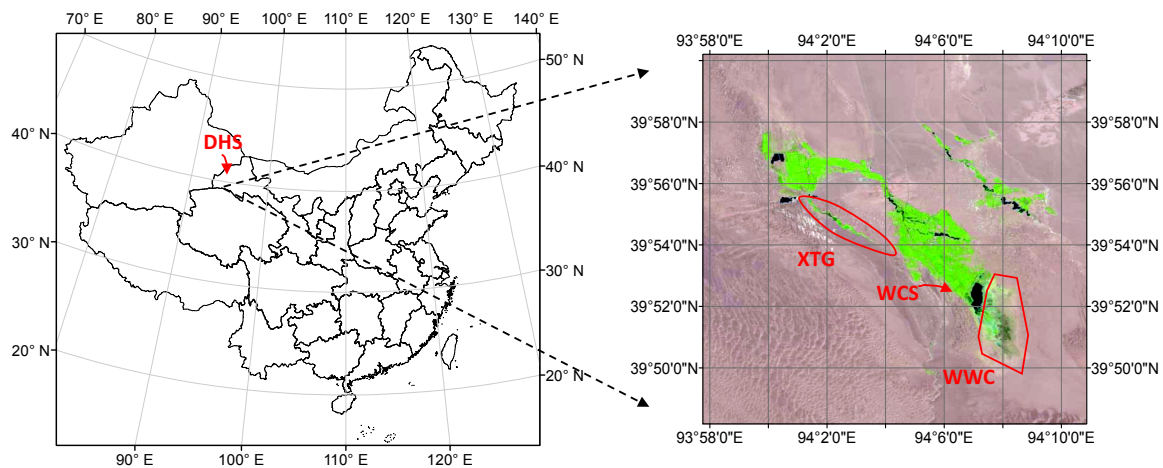 70° E 80° E 90° E 100° E 110° E 120° E 130° E 140° E
50° N
40° N
DHS
40° N
30° N
30° N
20° N
20° N
90° E 100° E 110° E 120° E
93°58'0"E 94°2'0"E 94°6'0"E 94°10'0"E
39°58'0"N 39°58'0"N
39°56'0"N 39°56'0"N
39°54'0"N 39°54'0"N
XTG
WCS
39°52'0"N 39°52'0"N
39°50'0"N 39°50'0"N
WWC
93°58'0"E 94°2'0"E 94°6'0"E 94°10'0"E